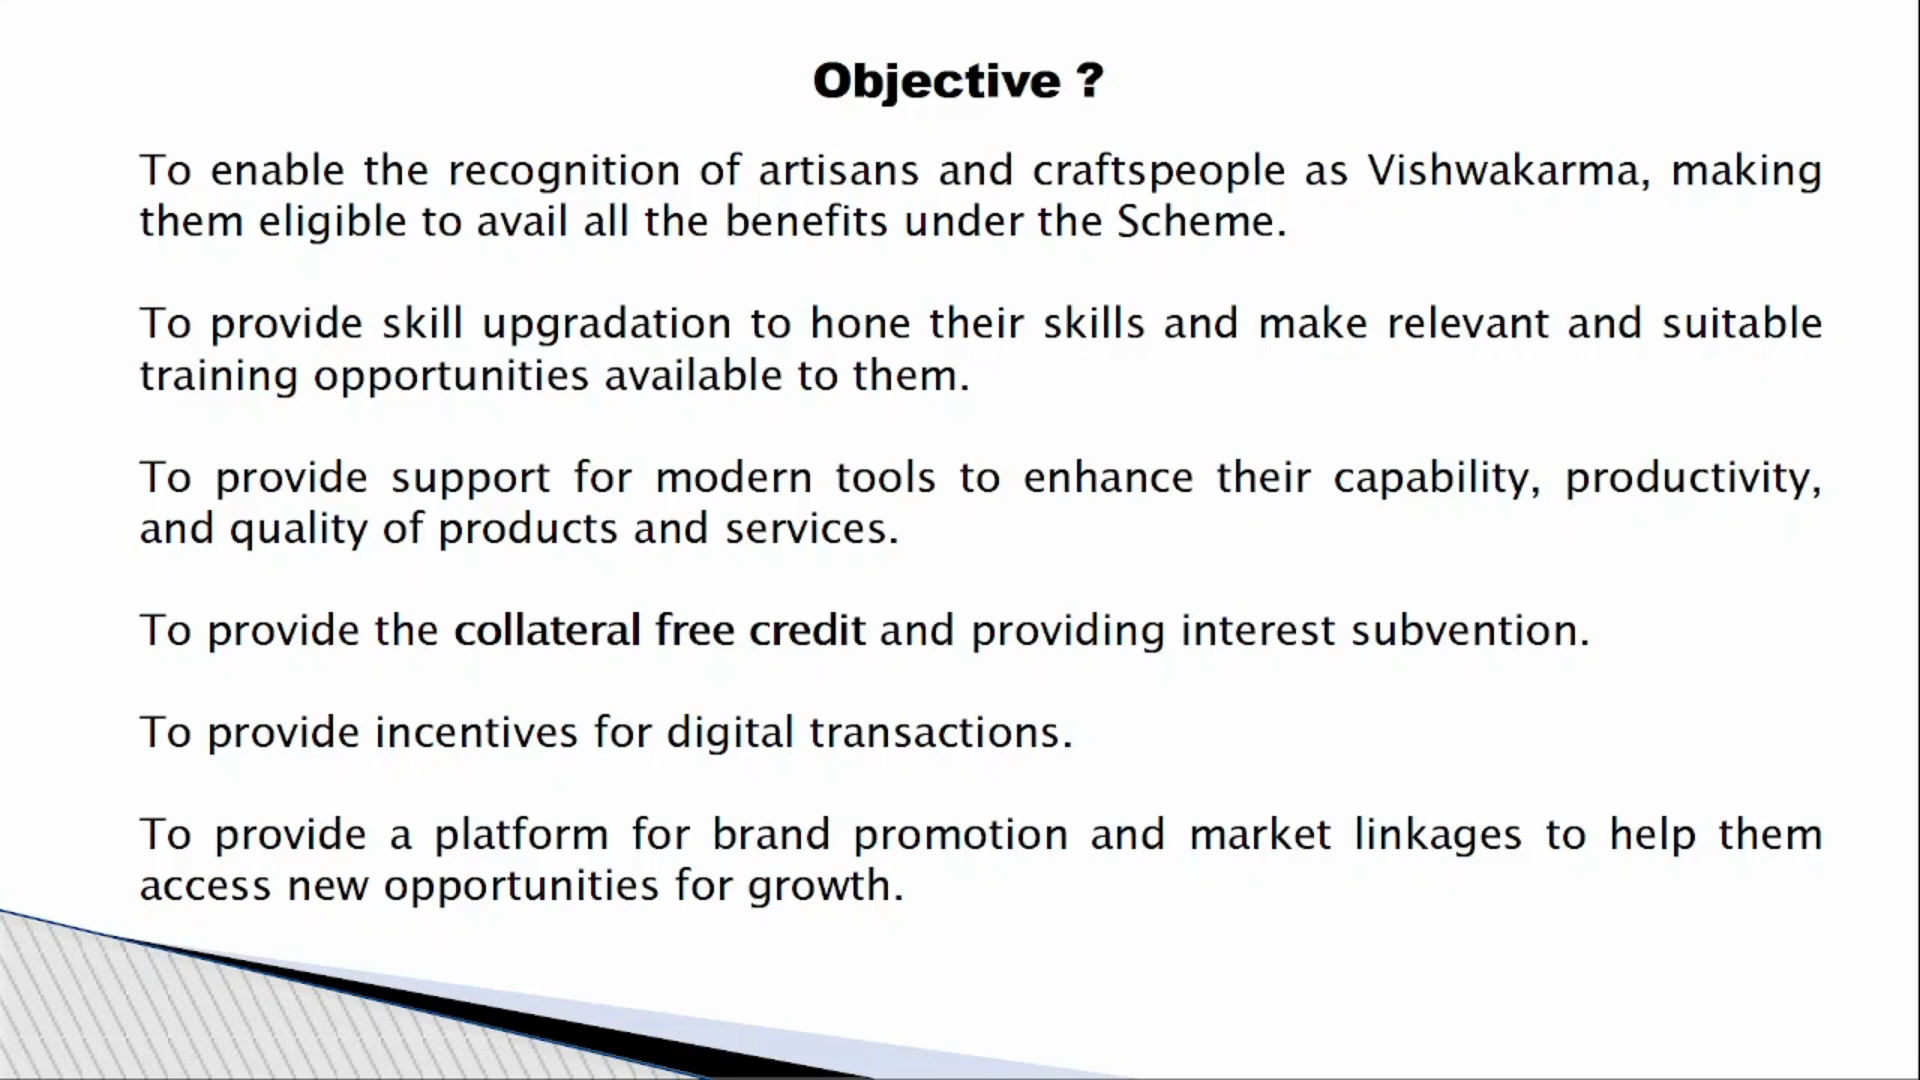 Objective ?
To enable the recognition of artisans and craftspeople as Vishwakarma, making
them eligible to avail all the benefits under the Scheme.
To provide skill upgradation to hone their skills and make relevant and suitable
training opportunities available to them.
To provide support for modern tools to enhance their capability, productivity,
and quality of products and services.
To provide the collateral free credit and providing interest subvention.
To provide incentives for digital transactions.
To provide a platform for brand promotion and market linkages to help them
access new opportunities for growth.